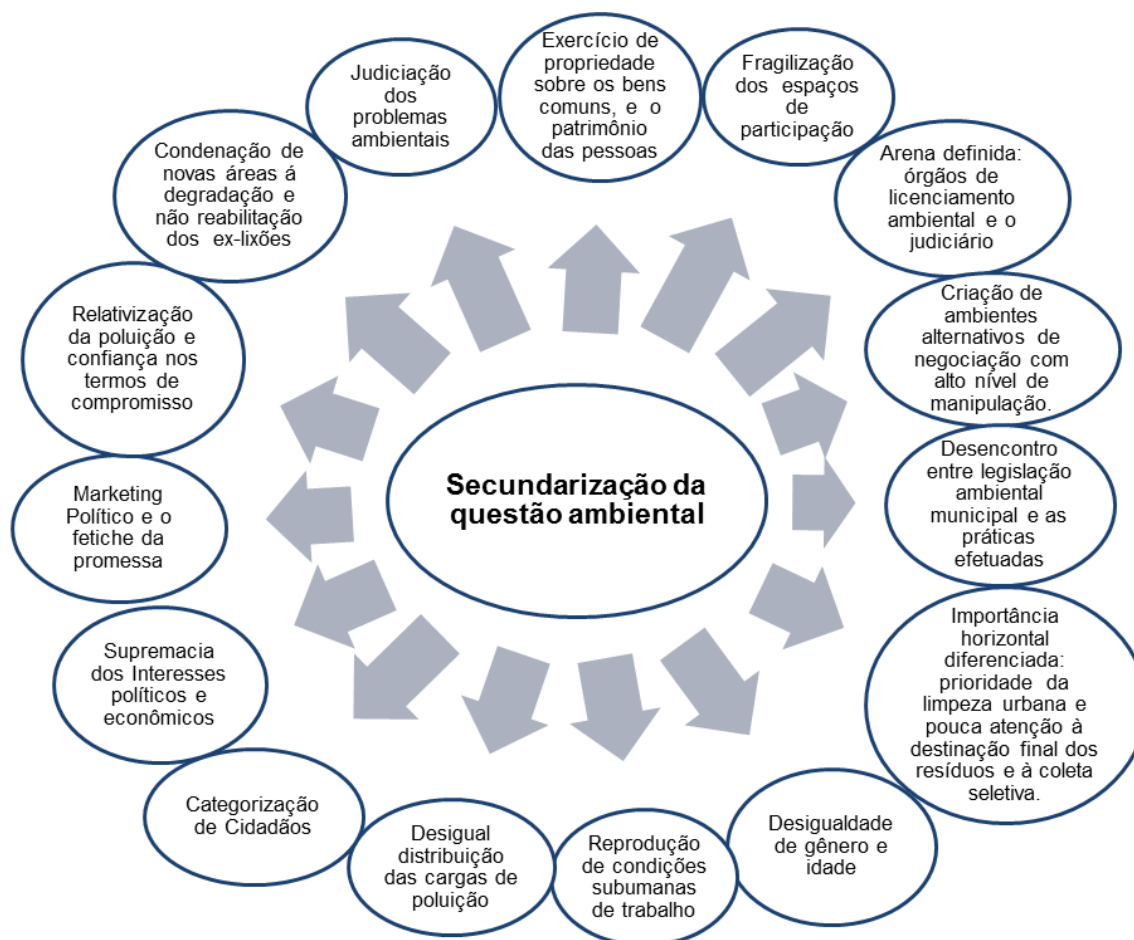 Exercício de
propriedade
sobre os bens
comuns, e o
patrimônio
das pessoas
Fragilização
dos espaços
de
participação
Arena definida:
órgãos de
licenciamento
ambiental e o
judiciário
Criação de
ambientes
alternativos de
negociação com
alto nível de
manipulação.
Desencontro
entre legislação
ambiental
municipal e as
práticas
efetuadas
Importância
horizontal
diferenciada:
prioridade da
limpeza urbana e
pouca atenção à
destinação final dos
resíduos e à coleta
seletiva.
Desigualdade
de gênero e
idade
Reprodução
de condições
subumanas
de trabalho
Desigual
distribuição
das cargas de
poluição
Categorização
de Cidadãos
Supremacia
dos Interesses
políticos e
econômicos
Marketing
Político e o
fetiche da
promessa
Relativização
da poluição e
confiança nos
termos de
compromisso
Condenação de
novas áreas á
degradação e
não reabilitação
dos ex-lixões
Judiciação
dos
problemas
ambientais
Secundarização da
questão ambiental